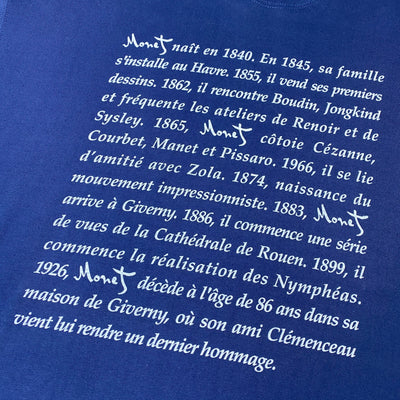 Monet naît en 1840. En 1845, sa famille
s'installe au Havre. 1855, il vend ses premiers
dessins. 1862, il rencontre Boudin, Jongkind
et fréquente les ateliers de Renoir et de
Sysley. 1865, Monet côtoie Cézanne,
Courbet, Manet et Pissaro. 1966, il se lie
d'amitié avec Zola. 1874, naissance du
mouvement impressionniste. 1883, Monet
arrive à Giverny. 1886, il commence une série
de vues de la Cathédrale de Rouen. 1899, il
commence la réalisation des Nymphéas.
1926, Monet décède à l'âge de 86 ans dans sa
maison de Giverny, où son ami Clémenceau
vient lui rendre un dernier hommage.